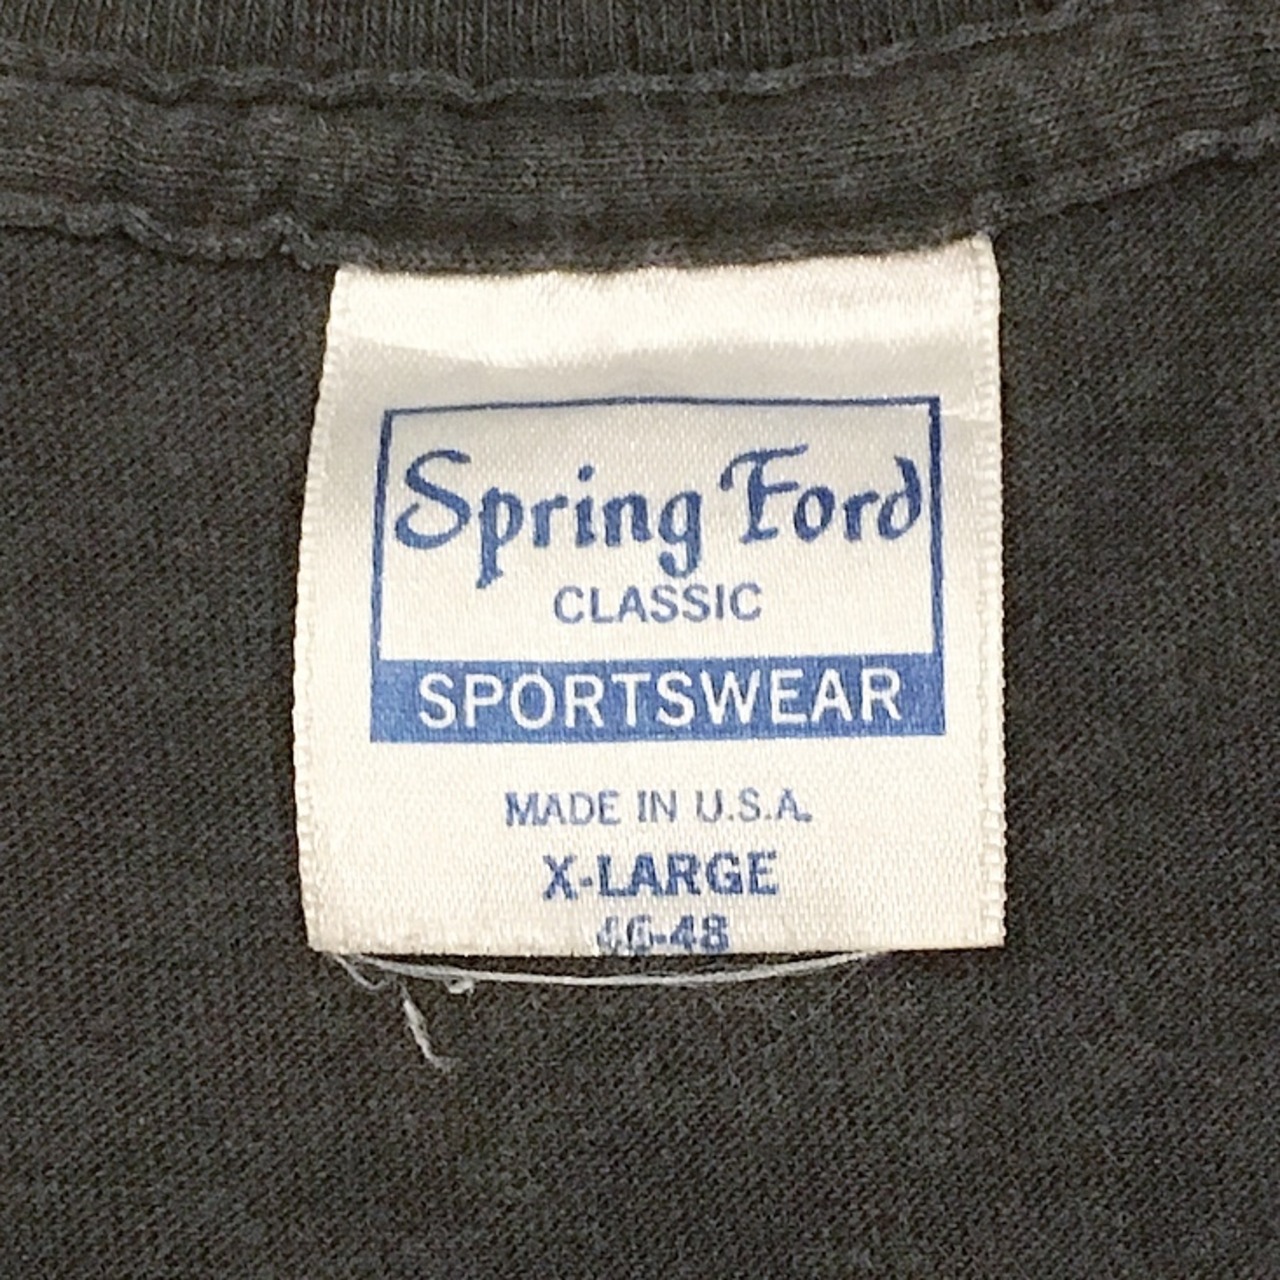 Spring Ford
CLASSIC
SPORTSWEAR
MADE IN U.S.A.
X-LARGE
46-48